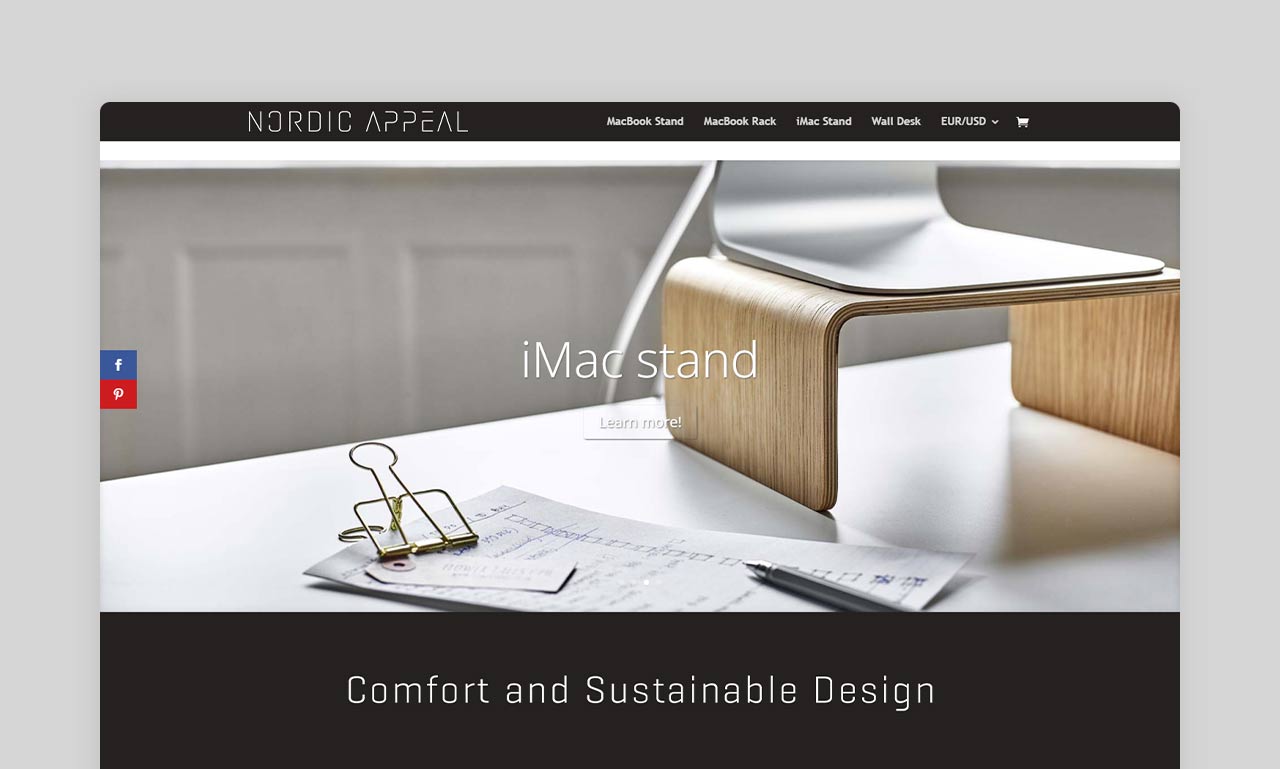 NORDIC APPEAL
MacBook Stand MacBook Rack iMac Stand Wall Desk EUR/USD
iMac stand
Learn more!
Comfort and Sustainable Design